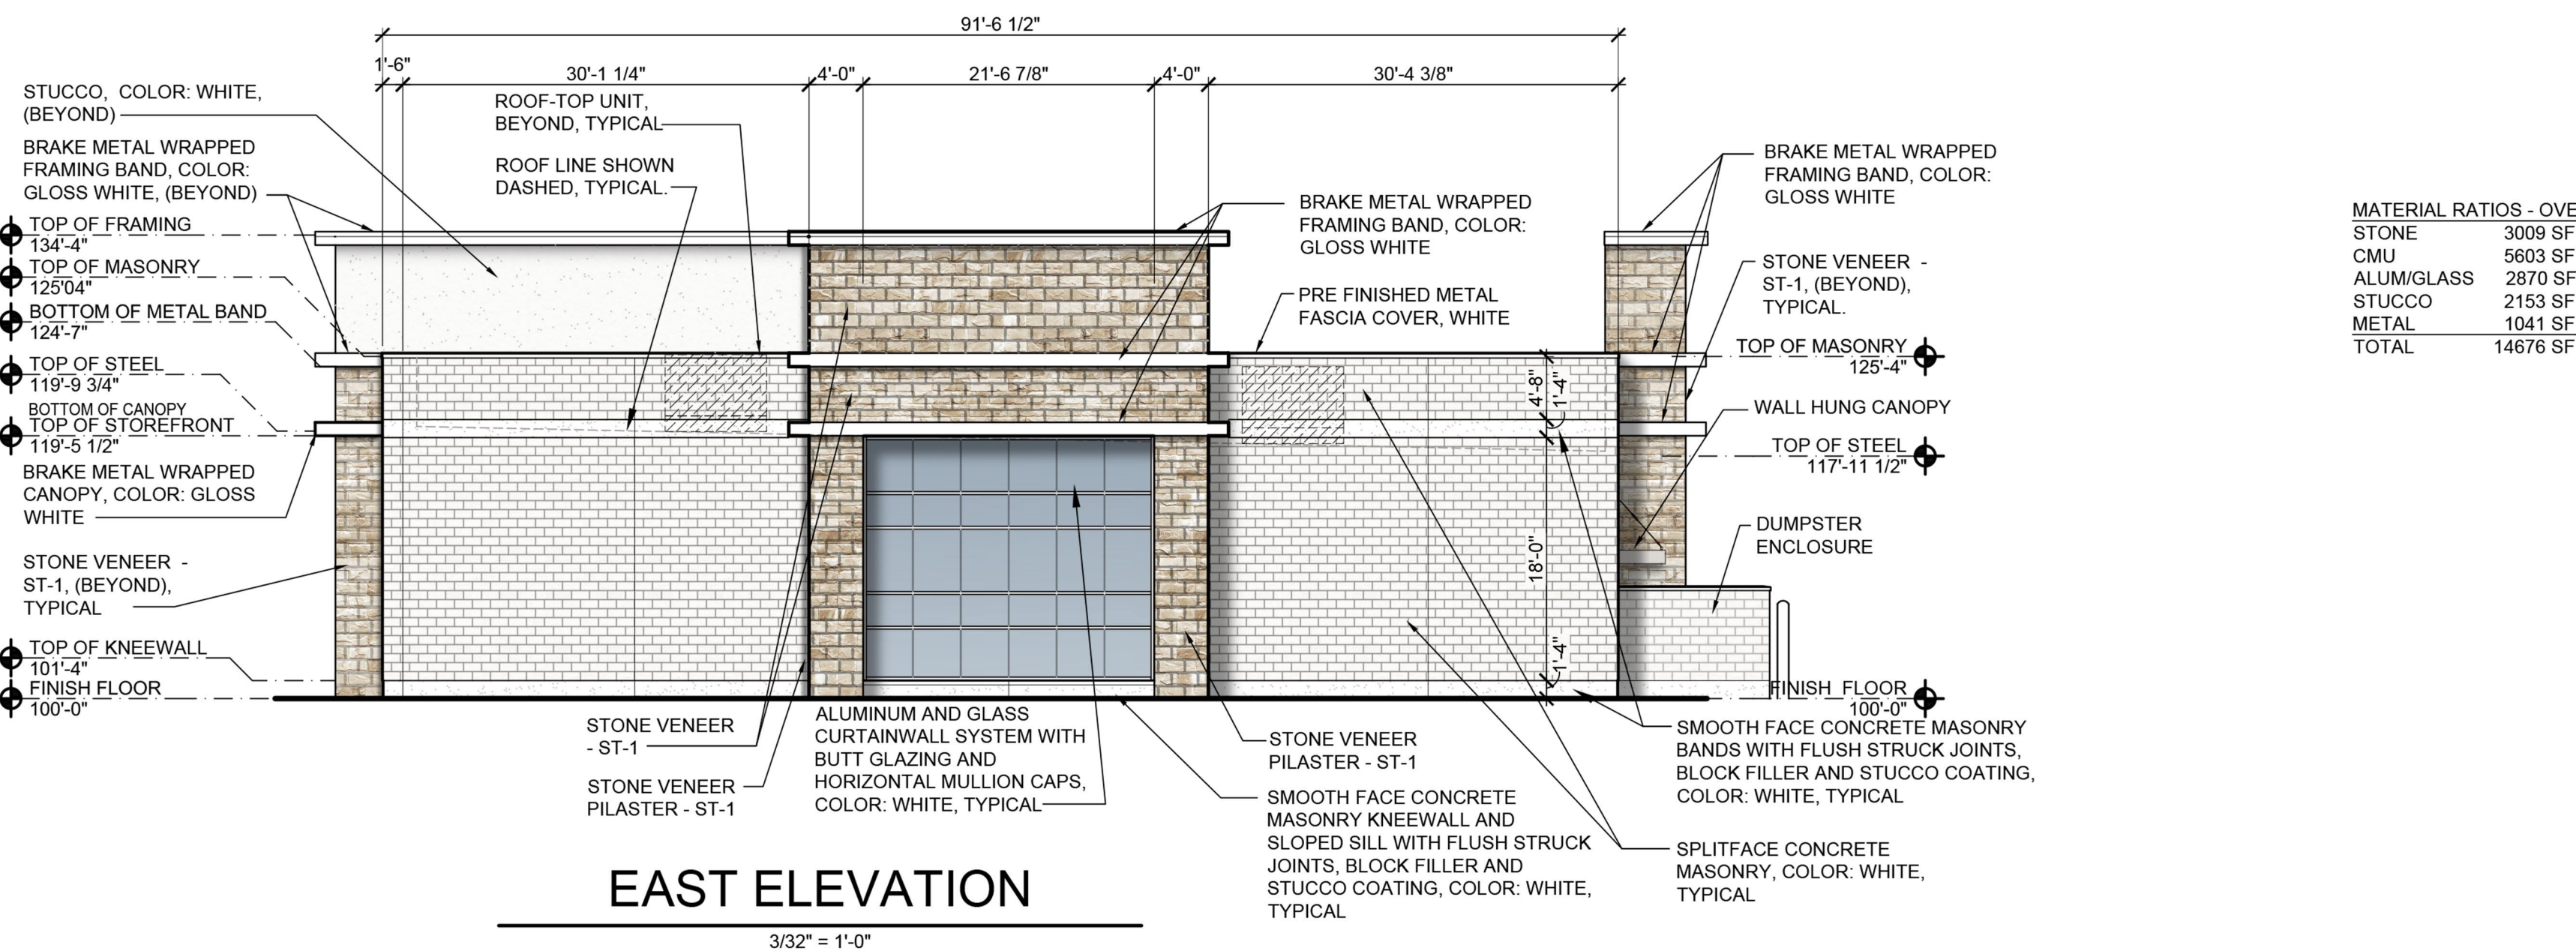 91'-6 1/2"
1'-6"
30'-1 1/4"
4'-0"
21'-6 7/8"
4'-0"
30'-4 3/8"
STUCCO, COLOR: WHITE,
(BEYOND)
BRAKE METAL WRAPPED
FRAMING BAND, COLOR:
GLOSS WHITE, (BEYOND)
TOP OF FRAMING
134'-4"
TOP OF MASONRY
125'04"
BOTTOM OF METAL BAND
124'-7"
TOP OF STEEL
119'-9 3/4"
BOTTOM OF CANOPY
TOP OF STOREFRONT
119'-5 1/2"
BRAKE METAL WRAPPED
CANOPY, COLOR: GLOSS
WHITE
STONE VENEER -
ST-1, (BEYOND),
TYPICAL
TOP OF KNEEWALL
101'-4"
FINISH FLOOR
100'-0"
ROOF-TOP UNIT,
BEYOND, TYPICAL
ROOF LINE SHOWN
DASHED, TYPICAL.
BRAKE METAL WRAPPED
FRAMING BAND, COLOR:
GLOSS WHITE
PRE FINISHED METAL
FASCIA COVER, WHITE
4'-8"
1'-4"
18'-0"
1'-4"
BRAKE METAL WRAPPED
FRAMING BAND, COLOR:
GLOSS WHITE
STONE VENEER -
ST-1, (BEYOND),
TYPICAL.
TOP OF MASONRY
125'-4"
WALL HUNG CANOPY
TOP OF STEEL
117'-11 1/2"
DUMPSTER
ENCLOSURE
FINISH FLOOR
100'-0"
SMOOTH FACE CONCRETE MASONRY
BANDS WITH FLUSH STRUCK JOINTS,
BLOCK FILLER AND STUCCO COATING,
COLOR: WHITE, TYPICAL
SPLITFACE CONCRETE
MASONRY, COLOR: WHITE,
TYPICAL
STONE VENEER
- ST-1
STONE VENEER
PILASTER - ST-1
ALUMINUM AND GLASS
CURTAINWALL SYSTEM WITH
BUTT GLAZING AND
HORIZONTAL MULLION CAPS,
COLOR: WHITE, TYPICAL
STONE VENEER
PILASTER - ST-1
SMOOTH FACE CONCRETE
MASONRY KNEEWALL AND
SLOPED SILL WITH FLUSH STRUCK
JOINTS, BLOCK FILLER AND
STUCCO COATING, COLOR: WHITE,
TYPICAL
EAST ELEVATION
3/32" = 1'-0"
MATERIAL RATIOS - OVE
STONE 3009 SF
CMU 5603 SF
ALUM/GLASS 2870 SF
STUCCO 2153 SF
METAL 1041 SF
TOTAL 14676 SF